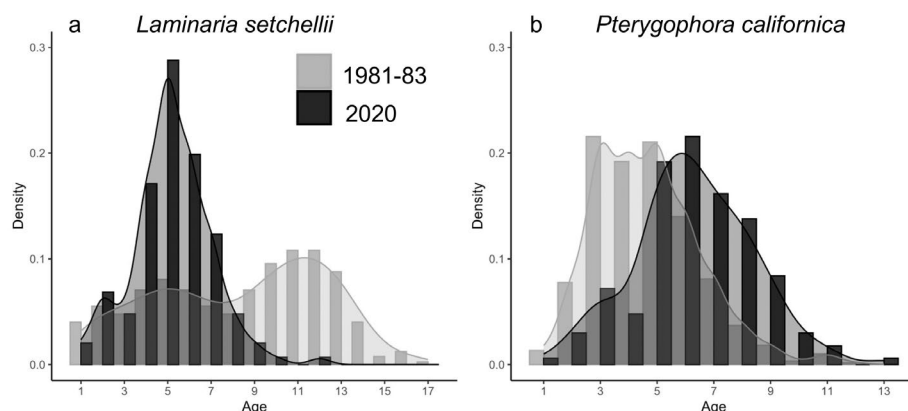 a Laminaria setchellii
1981-83
2020
0.3
0.2
0.1
0.0
Density
1 3 5 7 9 11 13 15 17
Age
b Pterygophora californica
0.3
0.2
0.1
0.0
Density
1 3 5 7 9 11 13
Age